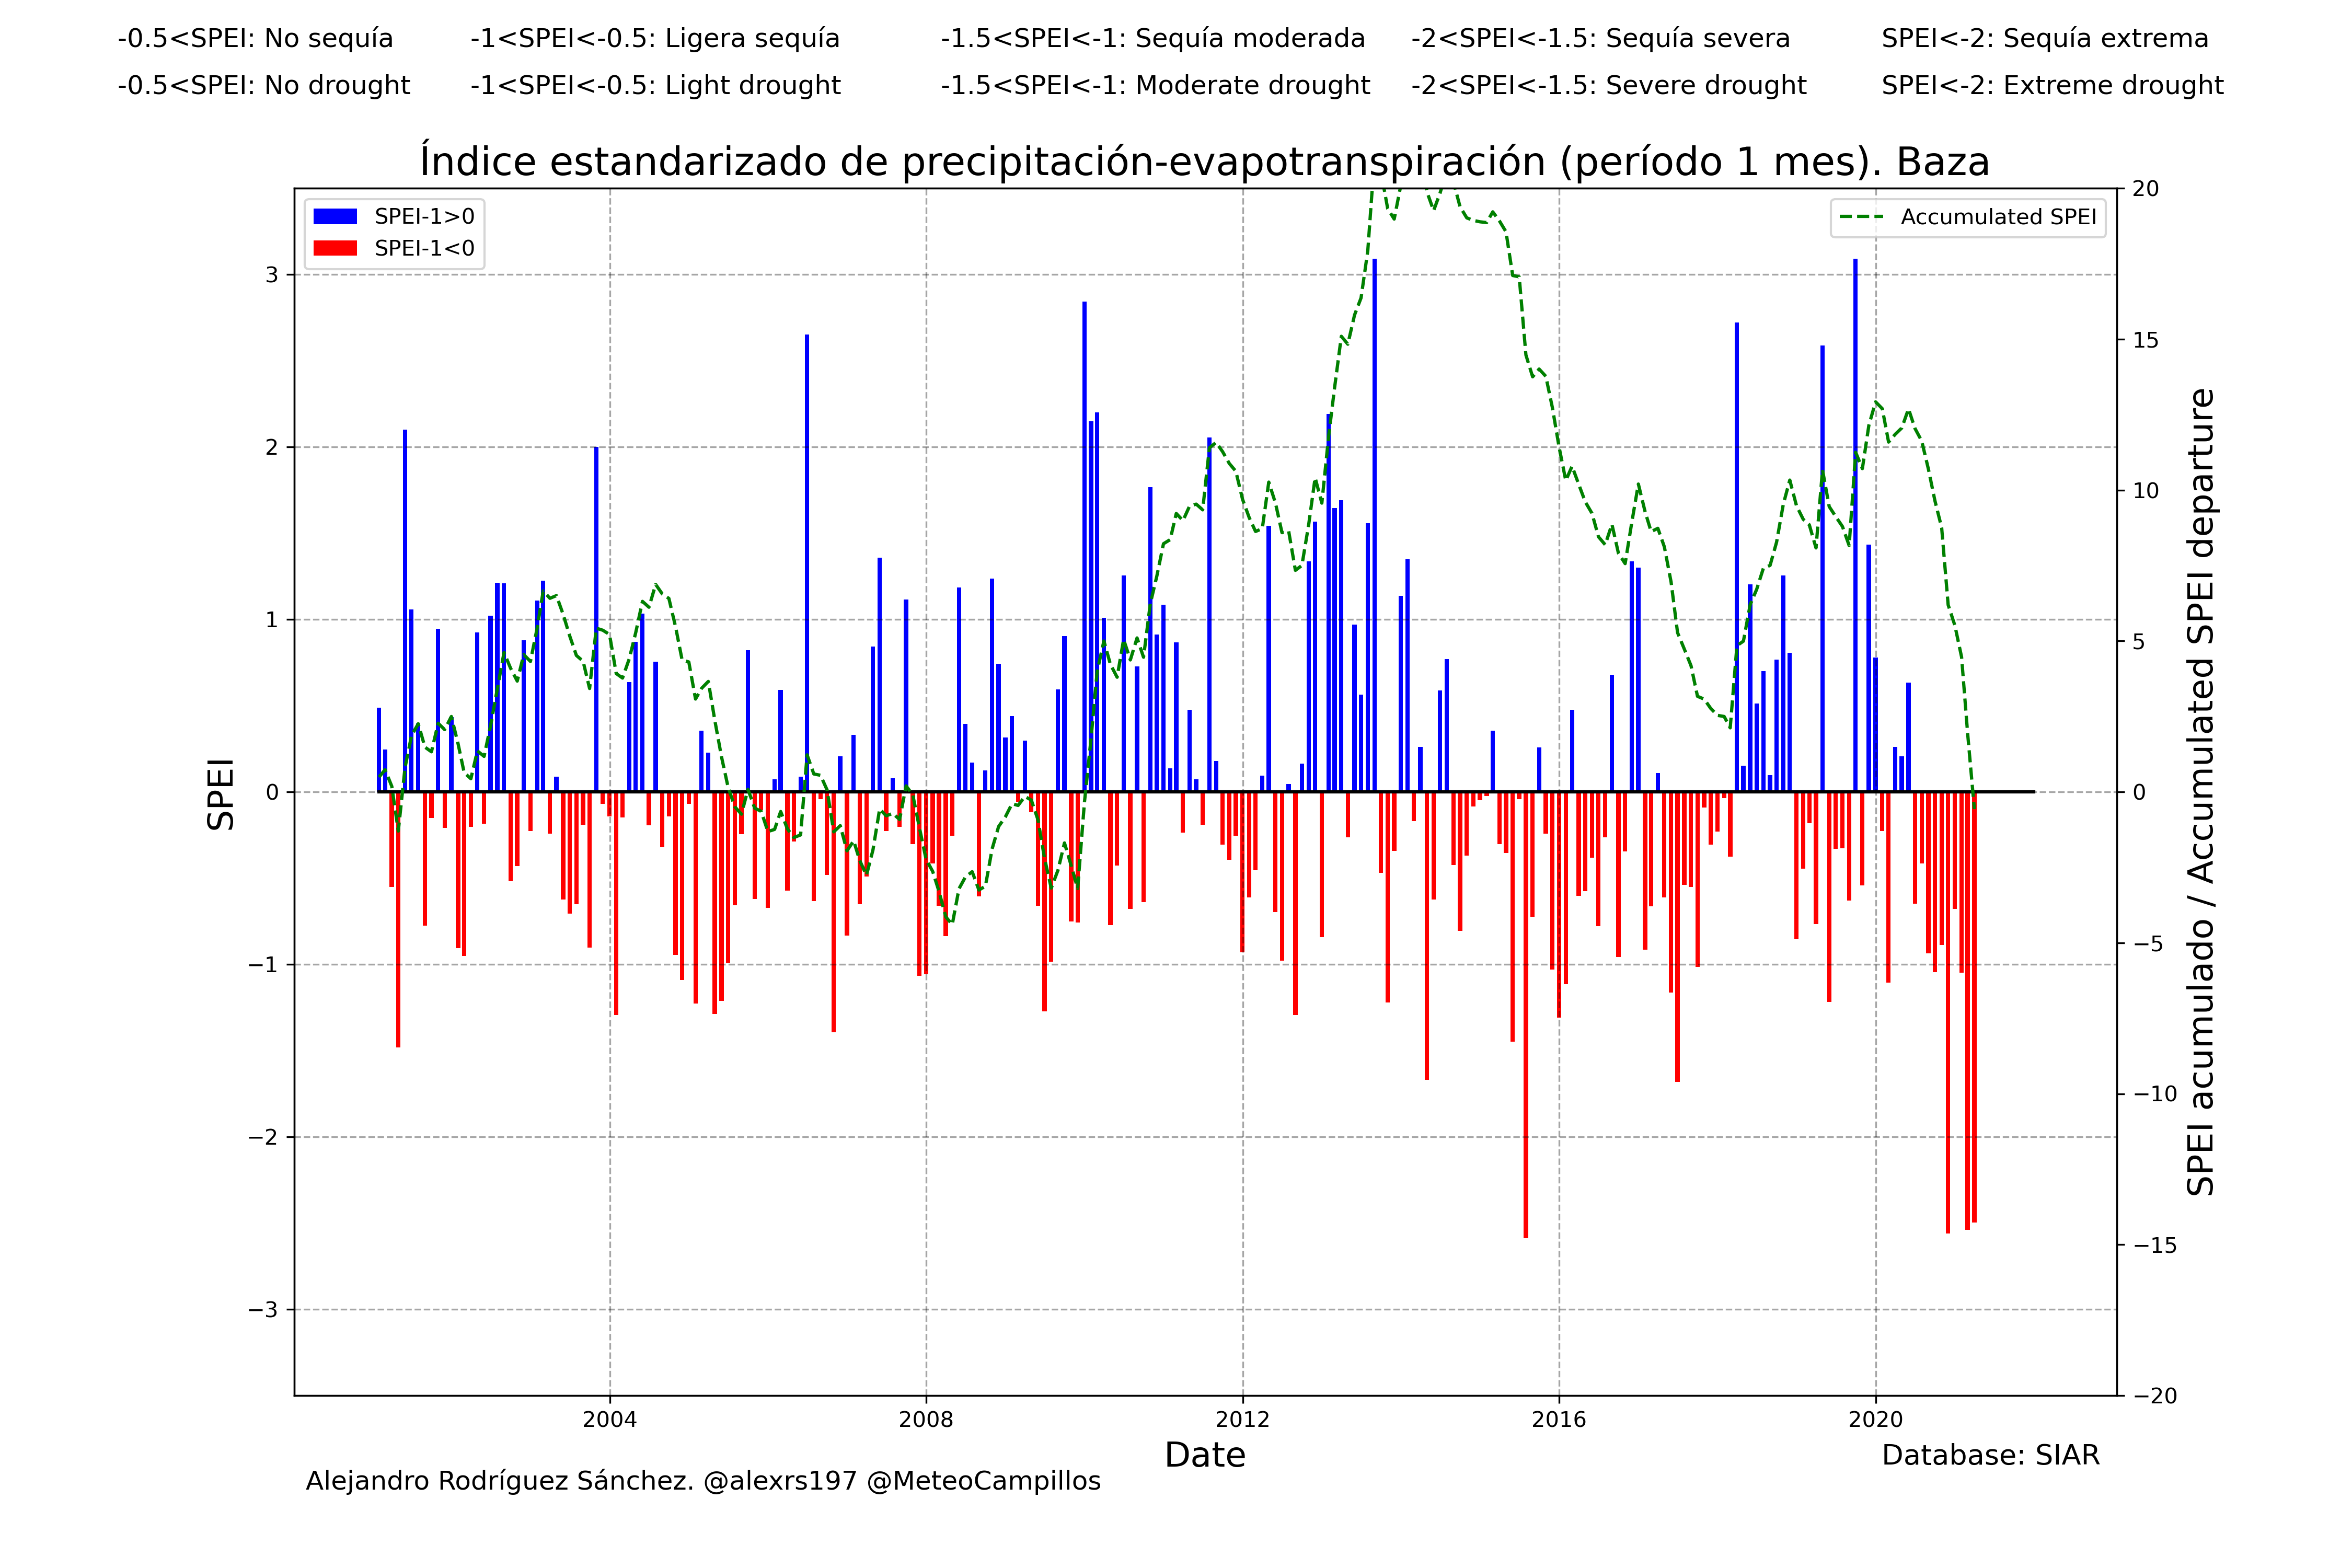 -0.5<SPEI: No sequía -1<SPEI<-0.5: Ligera sequía -1.5<SPEI<-1: Sequía moderada -2<SPEI<-1.5: Sequía severa SPEI<-2: Sequía extrema
-0.5<SPEI: No drought -1<SPEI<-0.5: Light drought -1.5<SPEI<-1: Moderate drought -2<SPEI<-1.5: Severe drought SPEI<-2: Extreme drought
Índice estandarizado de precipitación-evapotranspiración (período 1 mes). Baza
SPEI-1>0
SPEI-1<0
Accumulated SPEI
SPEI
3
2
1
0
−1
−2
−3
20
15
10
5
0
−5
−10
−15
−20
SPEI acumulado / Accumulated SPEI departure
2004 2008 2012 2016 2020
Date
Database: SIAR
Alejandro Rodríguez Sánchez. @alexrs197 @MeteoCampillos